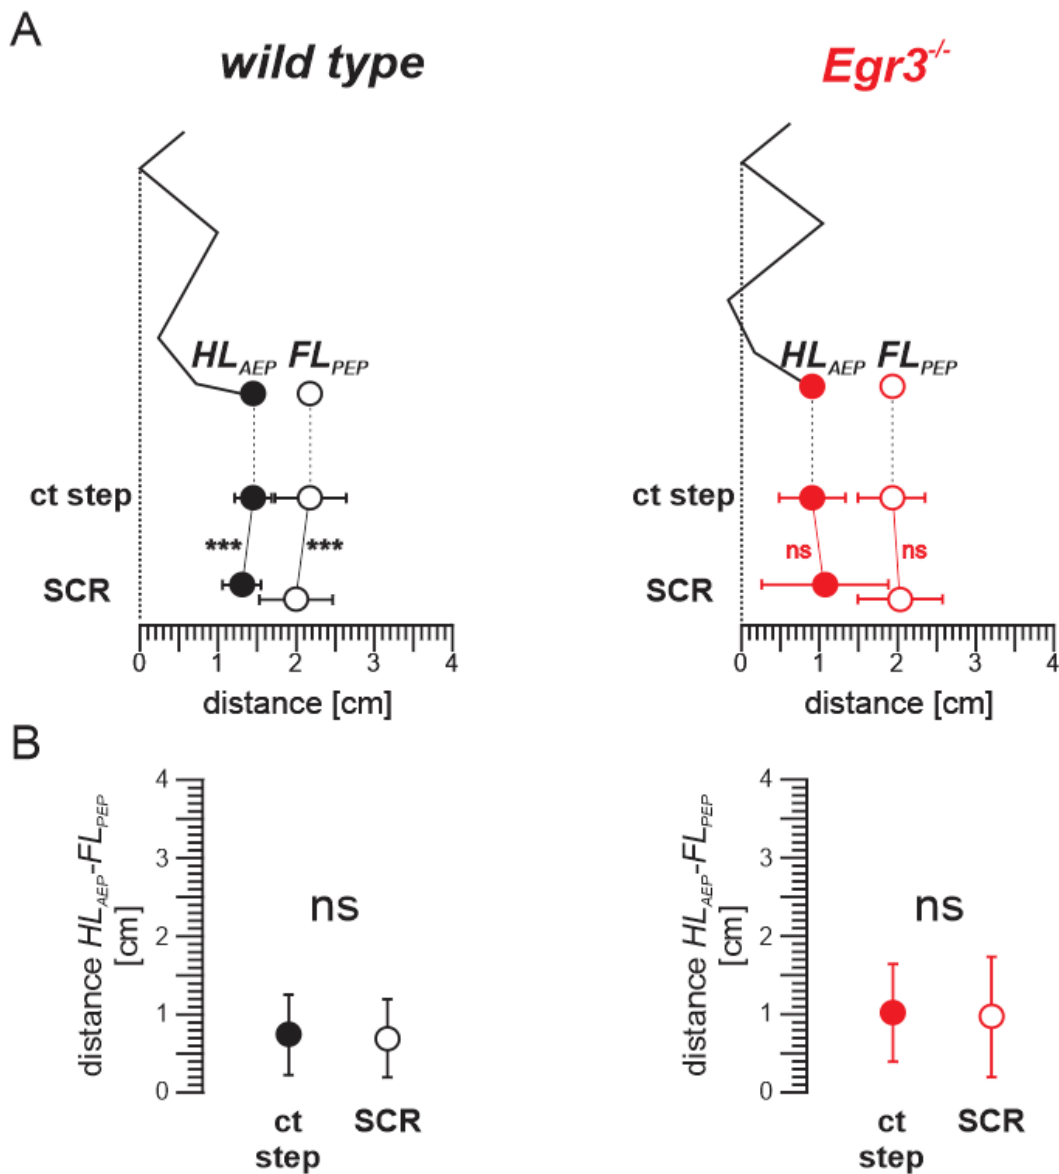 A
wild type
Egr3-/-
HLAEP FLPEP
HLAEP FLPEP
ct step
ct step
*** ***
ns ns
SCR
SCR
0 1 2 3 4
0 1 2 3 4
distance [cm]
distance [cm]
B
4
3
2
1
0
distance HLAEP-FLPEP
[cm]
ns
ct
step
SCR
4
3
2
1
0
distance HLAEP-FLPEP
[cm]
ns
ct
step
SCR